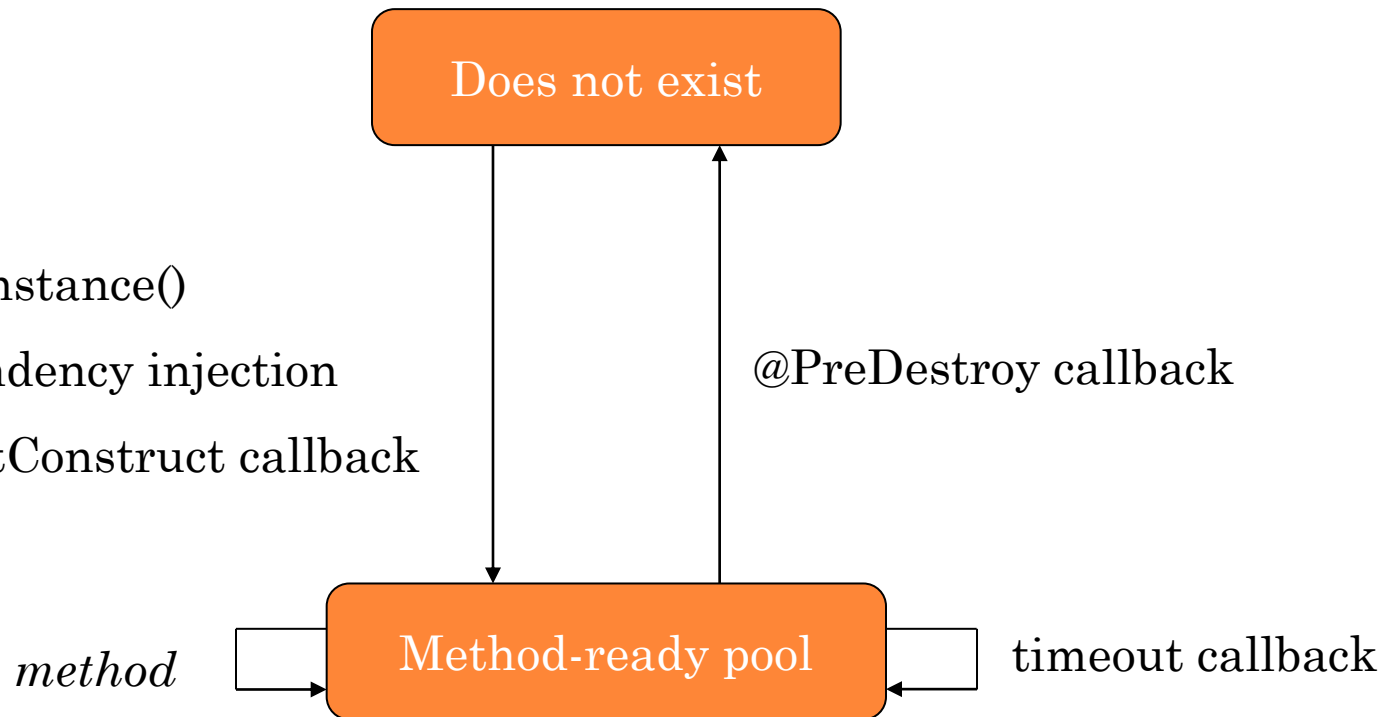 Does not exist
nstance()
ndency injection
@PreDestroy callback
tConstruct callback
Method-ready pool
method
timeout callback